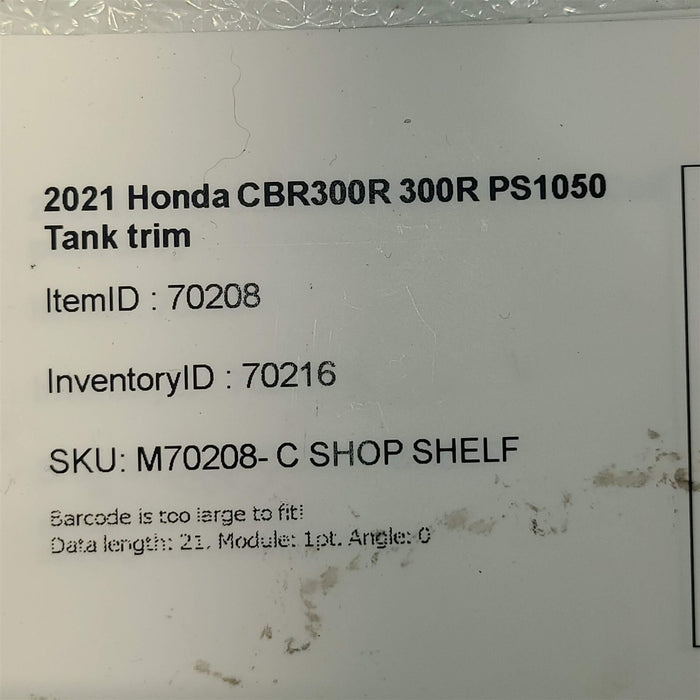 2021 Honda CBR300R 300R PS1050
Tank trim
ItemID : 70208
InventoryID : 70216
SKU: M70208- C SHOP SHELF
Barcode is too large to fit!
Data length: 21, Module: 1pt. Angle: 0